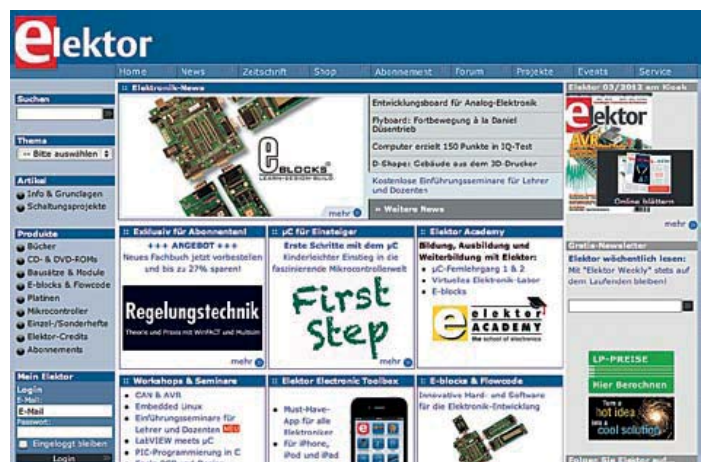 elektor
Home News Zeitschrift Shop Abonnement Forum Projekte Events Service
Suchen
Thema
-- Bitte auswählen
Artikel
Info & Grundlagen
Schaltungsprojekte
Produkte
Bücher
CD- & DVD-ROMs
Bausätze & Module
E-blocks & Flowcode
Platinen
Mikrocontroller
Einzel-/Sonderhefte
Elektor-Credits
Abonnements
Mein Elektor
Login
E-Mail:
E-Mail
Passwort:
Eingeloggt bleiben
Login
:: Elektronik-News
e BLOCKS
LEARN·DESIGN·BUILD
mehr
Entwicklungsboard für Analog-Elektronik
Flyboard: Fortbewegung à la Daniel
Düsentrieb
Computer erzielt 150 Punkte in IQ-Test
D-Shape: Gebäude aus dem 3D-Drucker
Kostenlose Einführungsseminare für Lehrer
und Dozenten
» Weitere News
:: Exklusiv für Abonnenten!
+++ ANGEBOT +++
Neues Fachbuch jetzt vorbestellen
und bis zu 27% sparen!
Regelungstechnik
Theorie und Praxis mit WinFACT und Multisim
mehr
:: µC für Einsteiger
Erste Schritte mit dem µC
Kinderleichter Einstieg in die
faszinierende Mikrocontrollerwelt
First
Step
mehr
:: Elektor Academy
Bildung, Ausbildung und
Weiterbildung mit Elektor:
• µC-Fernlehrgang 1 & 2
• Virtuelles Elektronik-Labor
• E-blocks
elektor
ACADEMY
the school of electronics
:: Workshops & Seminare
• CAN & AVR
• Embedded Linux
• Einführungsseminare für
Lehrer und Dozenten NEU
• LabVIEW meets µC
• PIC-Programmierung in C
:: Elektor Electronic Toolbox
• Must-Have-
App für alle
Elektroniker
• für iPhone,
iPod und iPad
:: E-blocks & Flowcode
Innovative Hard- und Software
für die Elektronik-Entwicklung
Elektor 03/2012 am Kiosk
elektor
AVR
Online blättern
mehr
Gratis-Newsletter
Elektor wöchentlich lesen:
Mit "Elektor Weekly" stets auf
dem Laufenden bleiben!
LP-PREISE
Hier Berechnen
Turn a
hot idea
into a
cool solution
Folgen Sie Elektor auf